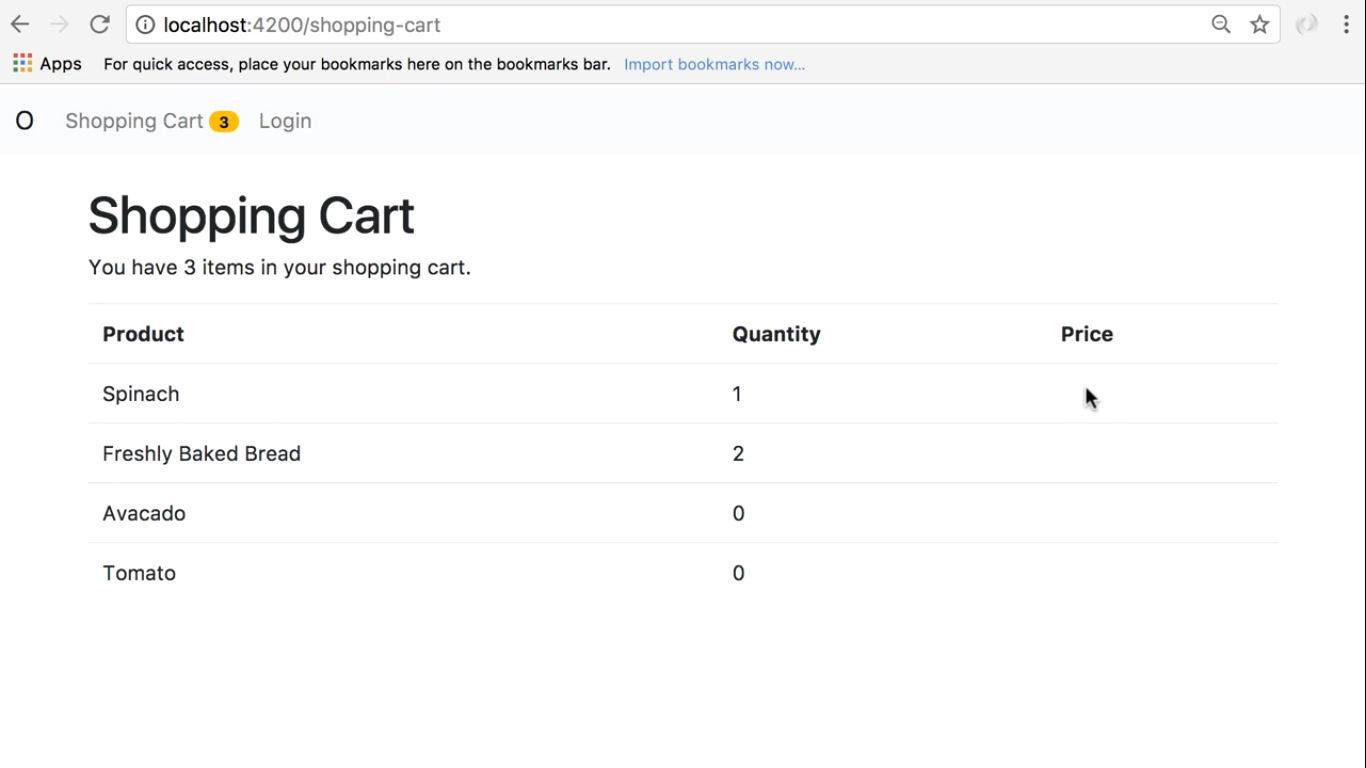 localhost:4200/shopping-cart
Apps For quick access, place your bookmarks here on the bookmarks bar. Import bookmarks now...
O Shopping Cart 3 Login
Shopping Cart
You have 3 items in your shopping cart.
Product Quantity Price
Spinach 1
Freshly Baked Bread 2
Avacado 0
Tomato 0